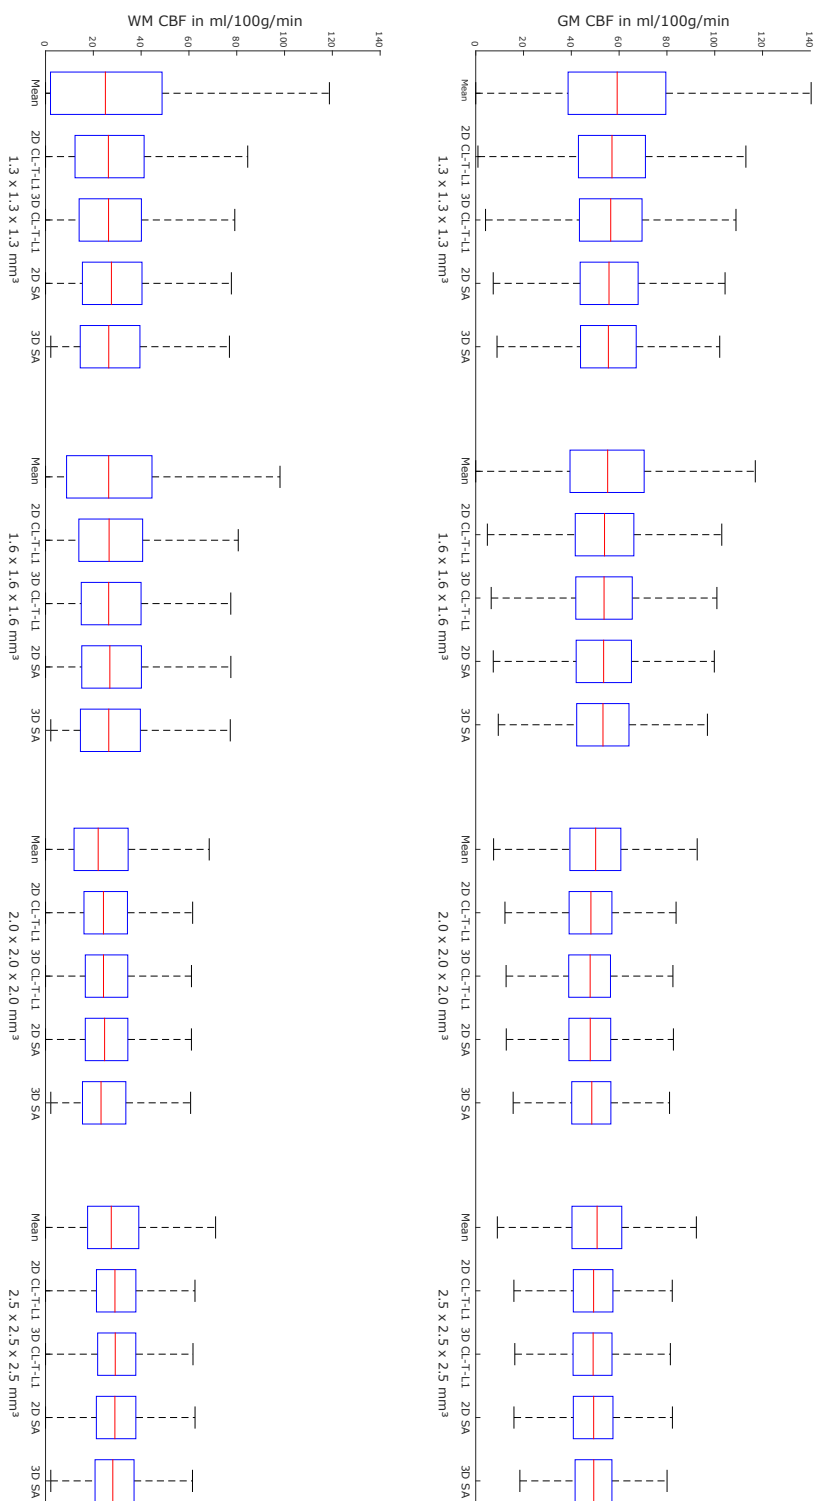 GM CBF in ml/100g/min
0 20 40 60 80 100 120 140
Mean 2D CL-T-L1 3D CL-T-L1 2D SA 3D SA
1.3 x 1.3 x 1.3 mm³
Mean 2D CL-T-L1 3D CL-T-L1 2D SA 3D SA
1.6 x 1.6 x 1.6 mm³
Mean 2D CL-T-L1 3D CL-T-L1 2D SA 3D SA
2.0 x 2.0 x 2.0 mm³
Mean 2D CL-T-L1 3D CL-T-L1 2D SA 3D SA
2.5 x 2.5 x 2.5 mm³
WM CBF in ml/100g/min
0 20 40 60 80 100 120 140
Mean 2D CL-T-L1 3D CL-T-L1 2D SA 3D SA
1.3 x 1.3 x 1.3 mm³
Mean 2D CL-T-L1 3D CL-T-L1 2D SA 3D SA
1.6 x 1.6 x 1.6 mm³
Mean 2D CL-T-L1 3D CL-T-L1 2D SA 3D SA
2.0 x 2.0 x 2.0 mm³
Mean 2D CL-T-L1 3D CL-T-L1 2D SA 3D SA
2.5 x 2.5 x 2.5 mm³